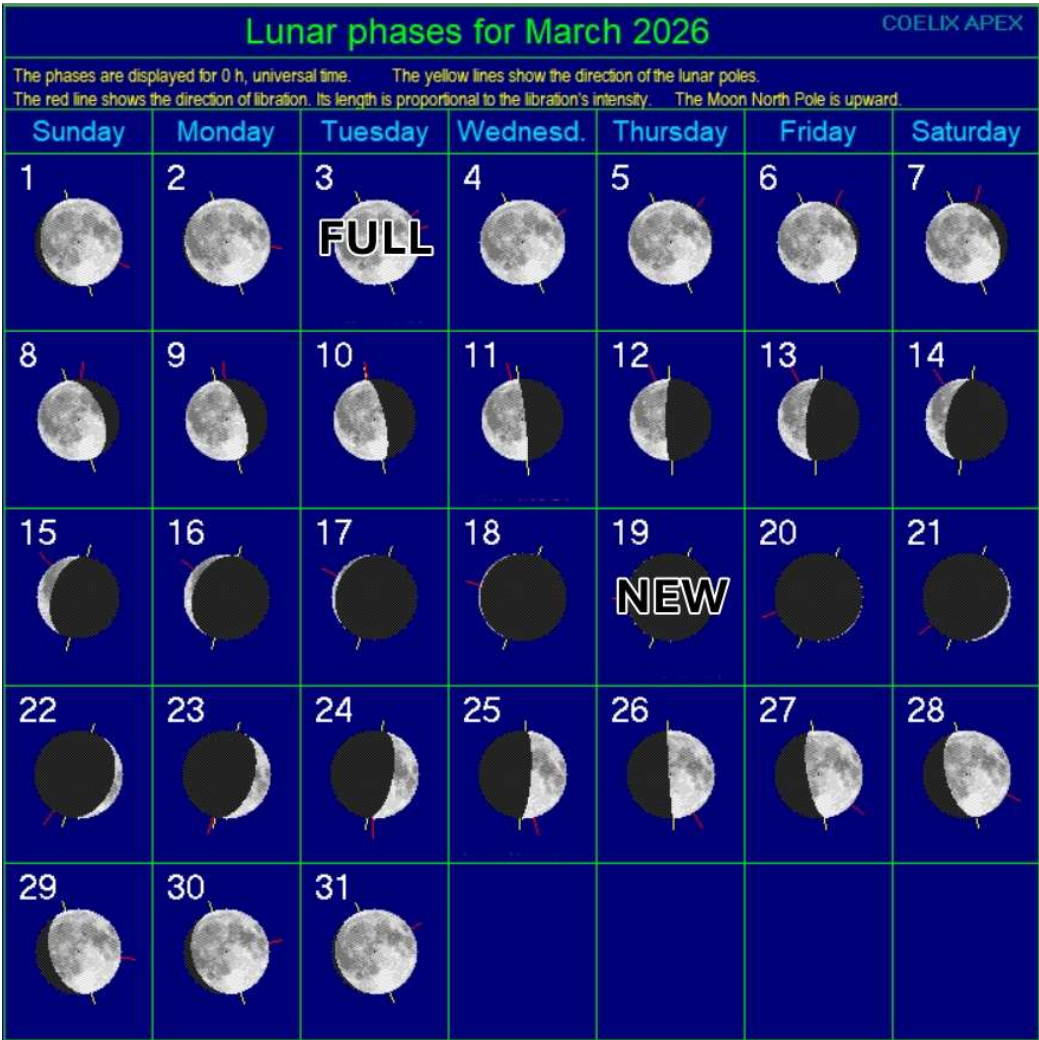 Lunar phases for March 2026 COELIX APEX
The phases are displayed for 0 h, universal time. The yellow lines show the direction of the lunar poles.
The red line shows the direction of libration. Its length is proportional to the libration's intensity. The Moon North Pole is upward.
Sunday Monday Tuesday Wednesd. Thursday Friday Saturday
1 2 3 4 5 6 7
FULL
8 9 10 11 12 13 14
15 16 17 18 19 20 21
NEW
22 23 24 25 26 27 28
29 30 31